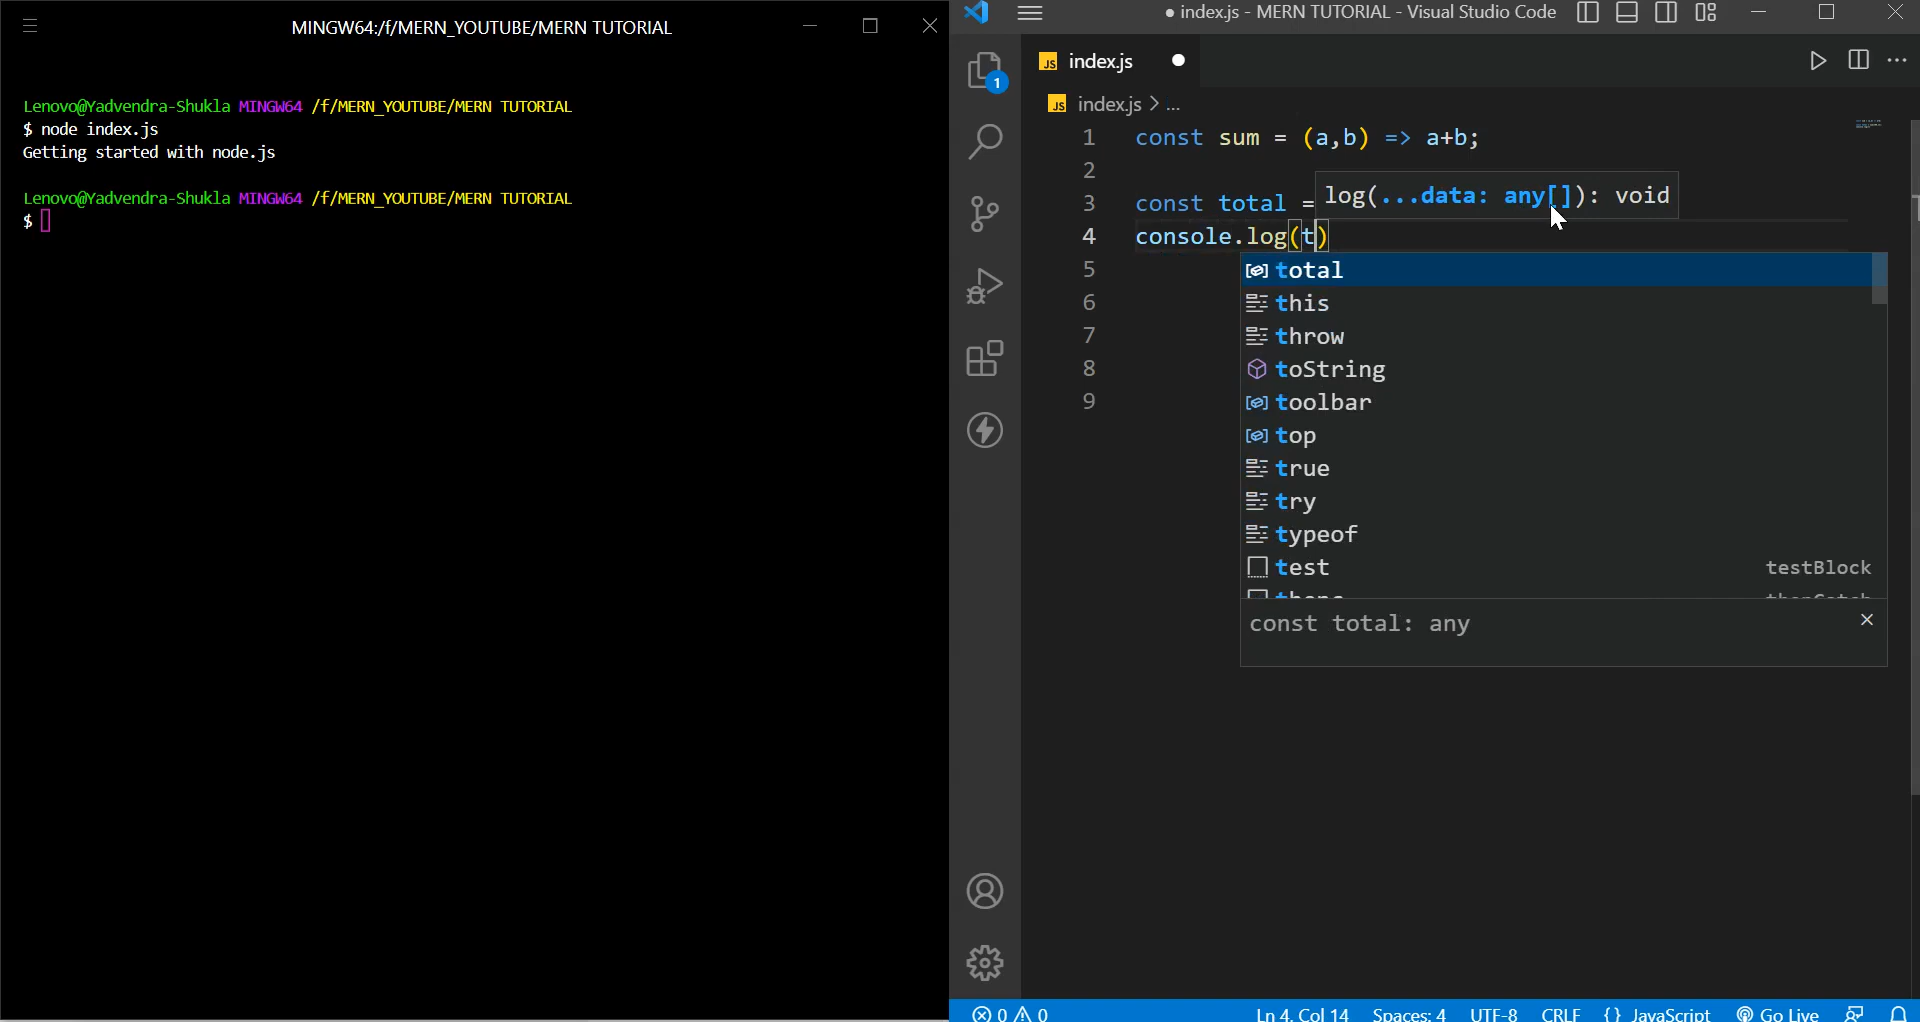 MINGW64:/f/MERN_YOUTUBE/MERN TUTORIAL
Lenovo@Yadvendra-Shukla MINGW64 /f/MERN_YOUTUBE/MERN TUTORIAL
$ node index.js
Getting started with node.js
Lenovo@Yadvendra-Shukla MINGW64 /f/MERN_YOUTUBE/MERN TUTORIAL
$
● index.js - MERN TUTORIAL - Visual Studio Code
1
JS index.js ●
JS index.js > ...
1 const sum = (a,b) => a+b;
2
3 const total =
log(...data: any[]): void
4 console.log(t)
5
6
7
8
9
total
this
throw
toString
toolbar
top
true
try
typeof
test testBlock
const total: any
0 0 Ln 4, Col 14 Spaces: 4 UTF-8 CRLF {} JavaScript Go Live